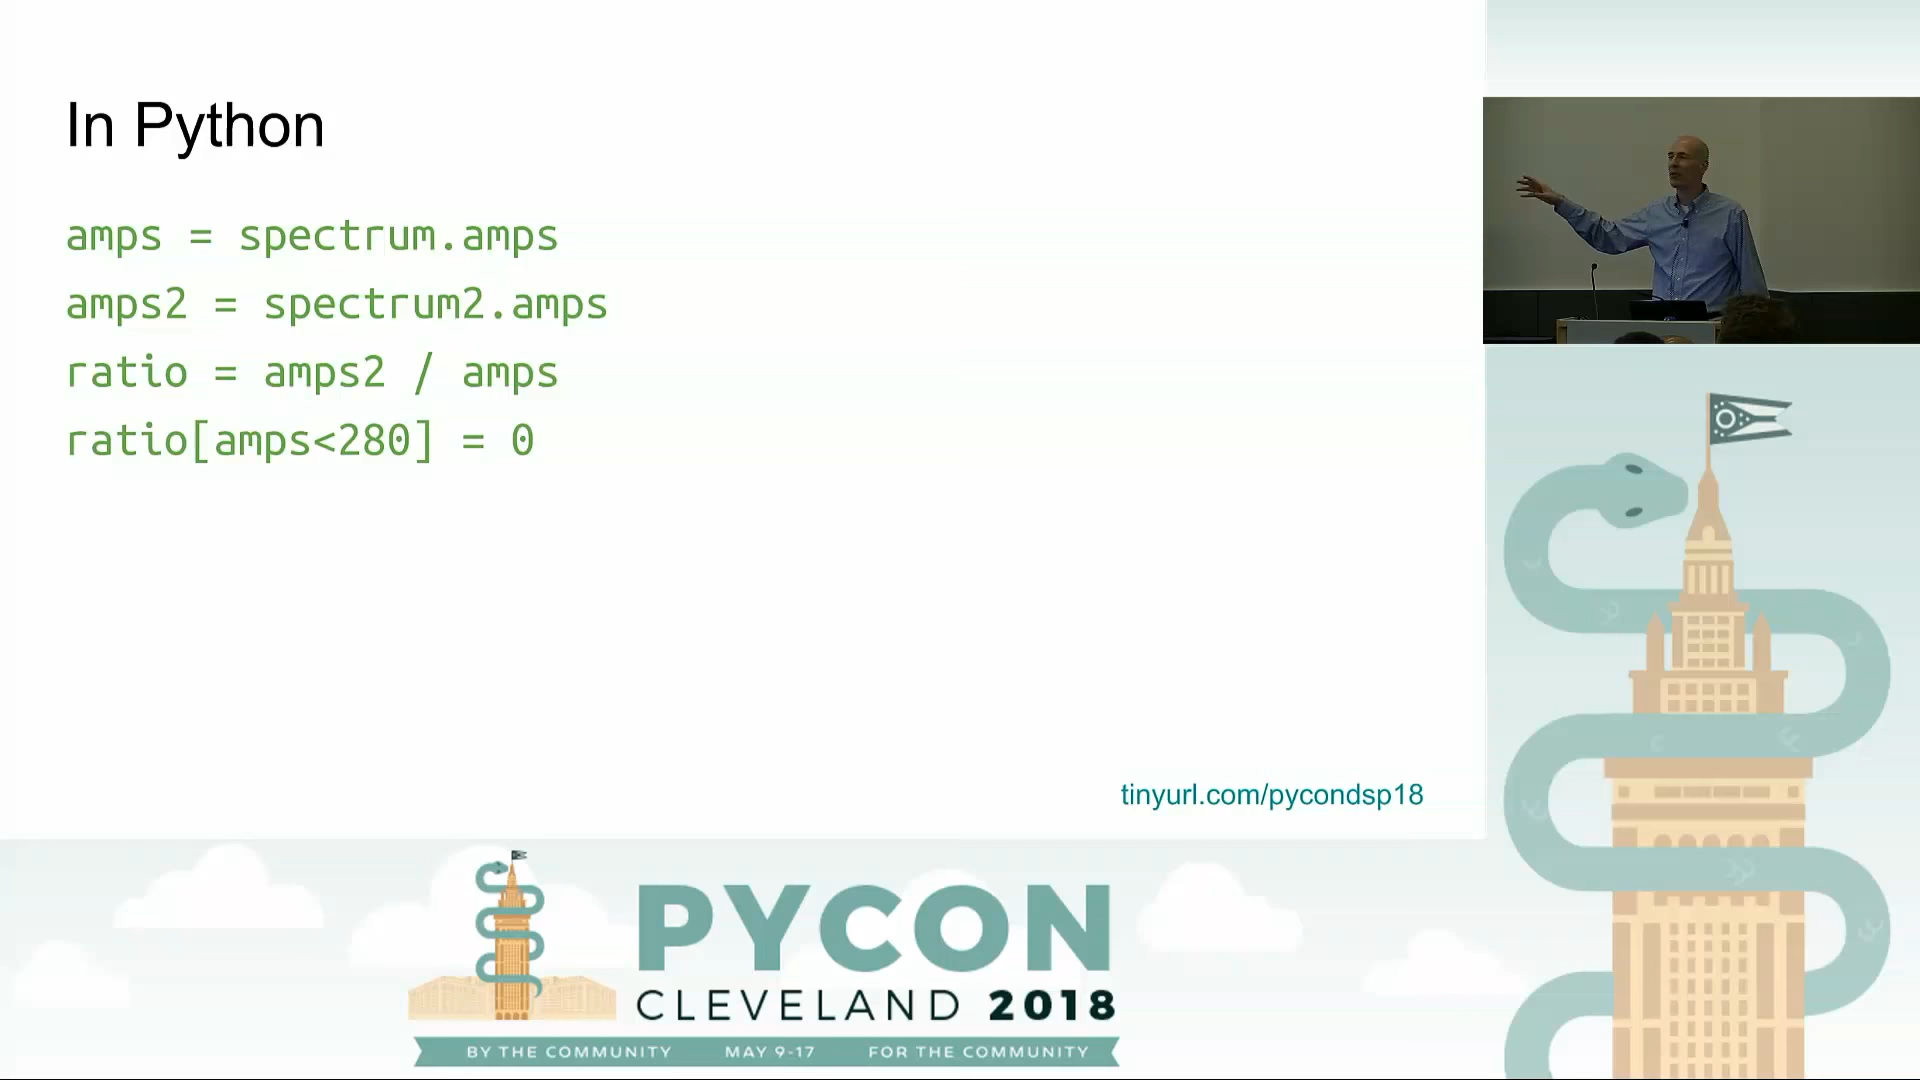 In Python
amps = spectrum.amps
amps2 = spectrum2.amps
ratio = amps2 / amps
ratio[amps<280] = 0
tinyurl.com/pycondsp18
PYCON
CLEVELAND 2018
BY THE COMMUNITY MAY 9-17 FOR THE COMMUNITY